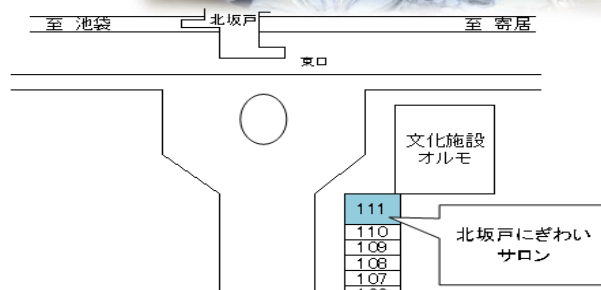 至 池袋
北坂戸
至 寄居
東口
文化施設
オルモ
111
110
109
108
107
北坂戸にぎわい
サロン